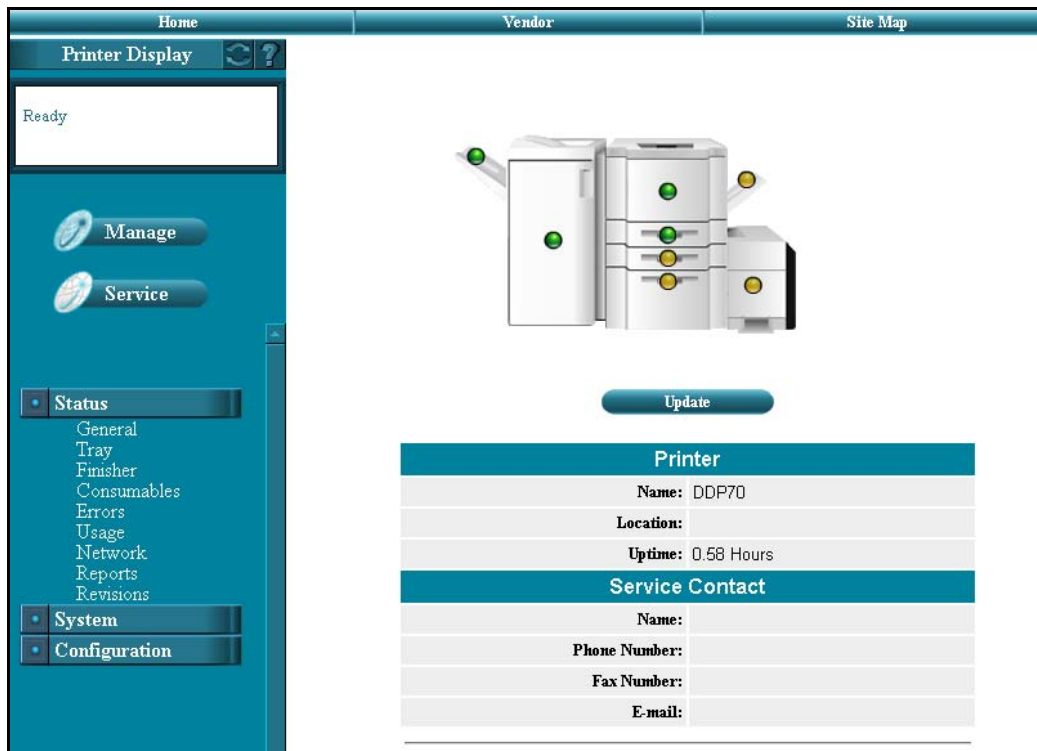 Home Vendor Site Map
Printer Display ?
Ready
Manage
Service
Status
General
Tray
Finisher
Consumables
Errors
Usage
Network
Reports
Revisions
System
Configuration
Update
Printer
Name: DDP70
Location:
Uptime: 0.58 Hours
Service Contact
Name:
Phone Number:
Fax Number:
E-mail: